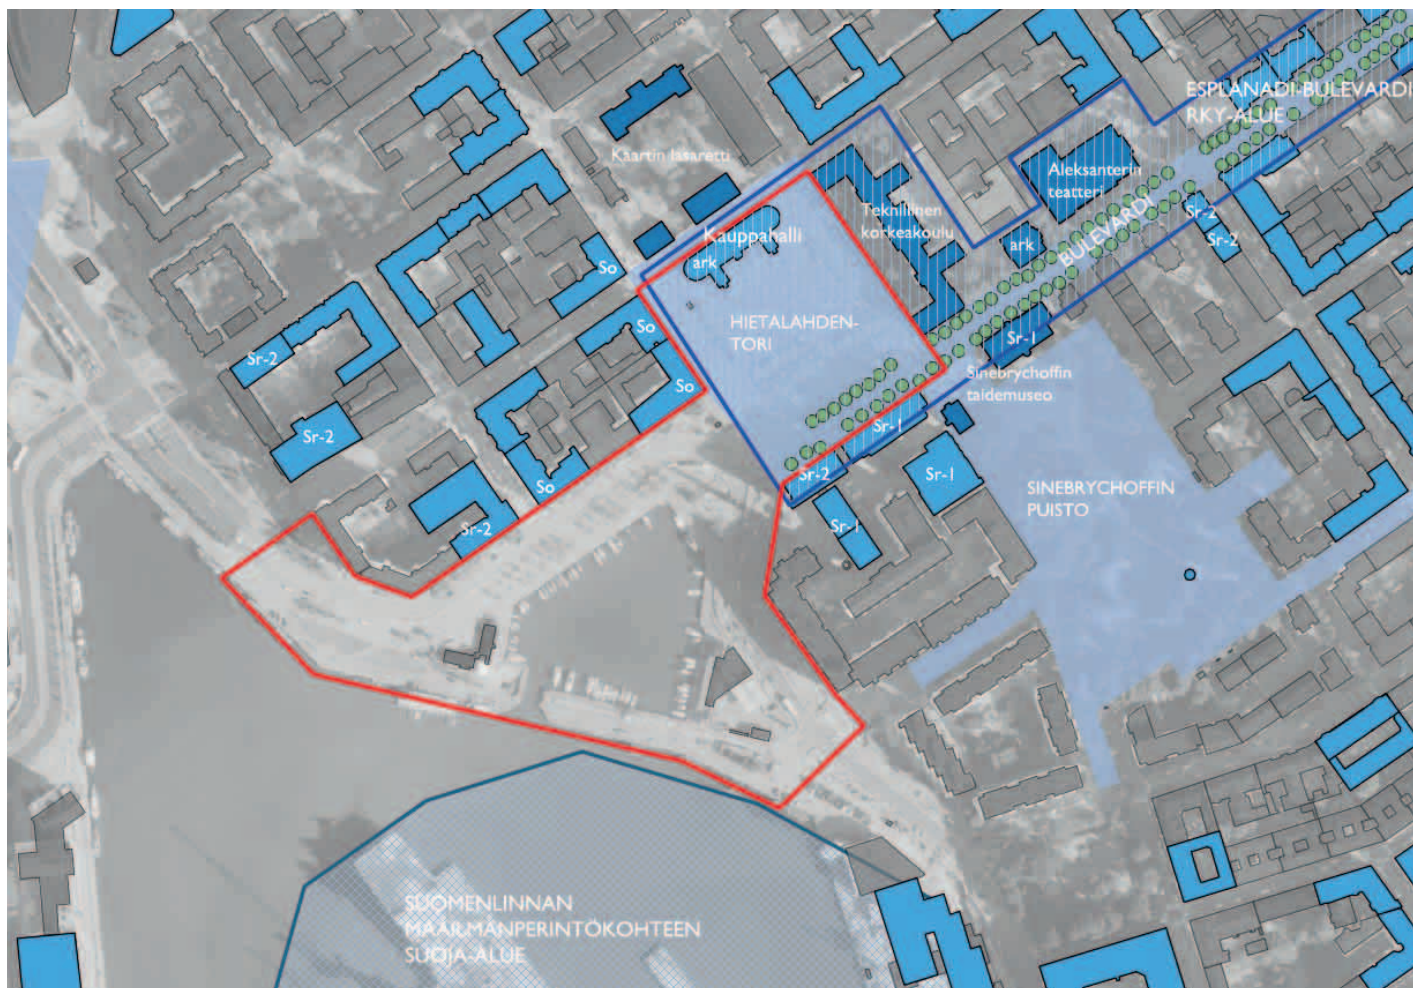 ESPLANADI-BULEVARDI
RKY-ALUE
Kaartin lasaretti
Aleksanterin
teatteri
Teknillinen
korkeakoulu
Kauppahalli
ark
ark
BULEVARDI
Sr-2
Sr-2
So
So
So
So
HIETALAHDEN-
TORI
Sr-1
Sinebrychoffin
taidemuseo
Sr-2
Sr-2
Sr-2
Sr-1
Sr-2
Sr-1
Sr-1
SINEBRYCHOFFIN
PUISTO
SUOMENLINNAN
MAAILMANPERINTÖKOHTEEN
SUOJA-ALUE